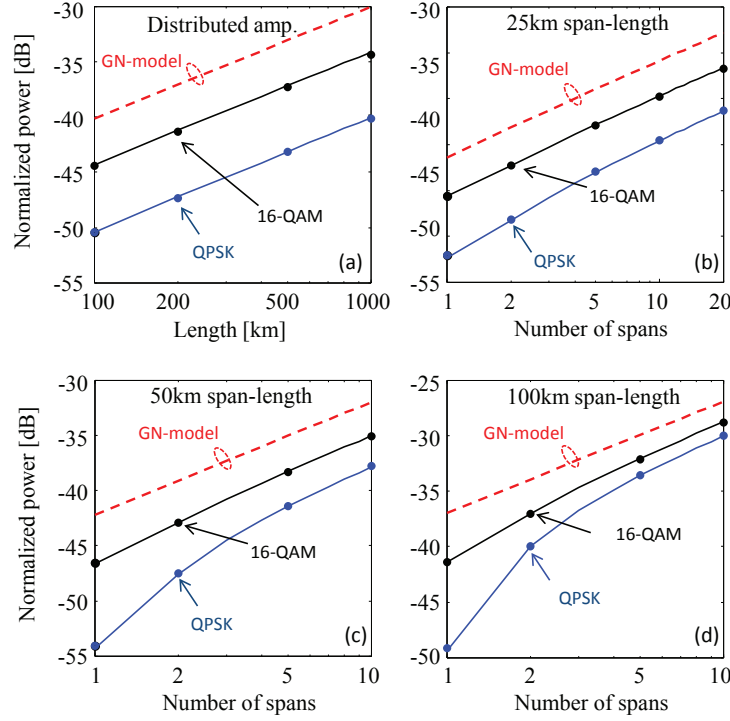 Distributed amp.
Normalized power [dB]
-30
-35
-40
-45
-50
-55
GN-model
16-QAM
QPSK
(a)
100 200 500 1000
Length [km]
25km span-length
-30
-35
-40
-45
-50
-55
GN-model
16-QAM
QPSK
(b)
1 2 5 10 20
Number of spans
50km span-length
Normalized power [dB]
-30
-35
-40
-45
-50
-55
GN-model
16-QAM
QPSK
(c)
1 2 5 10
Number of spans
100km span-length
-25
-30
-35
-40
-45
-50
GN-model
16-QAM
QPSK
(d)
1 2 5 10
Number of spans